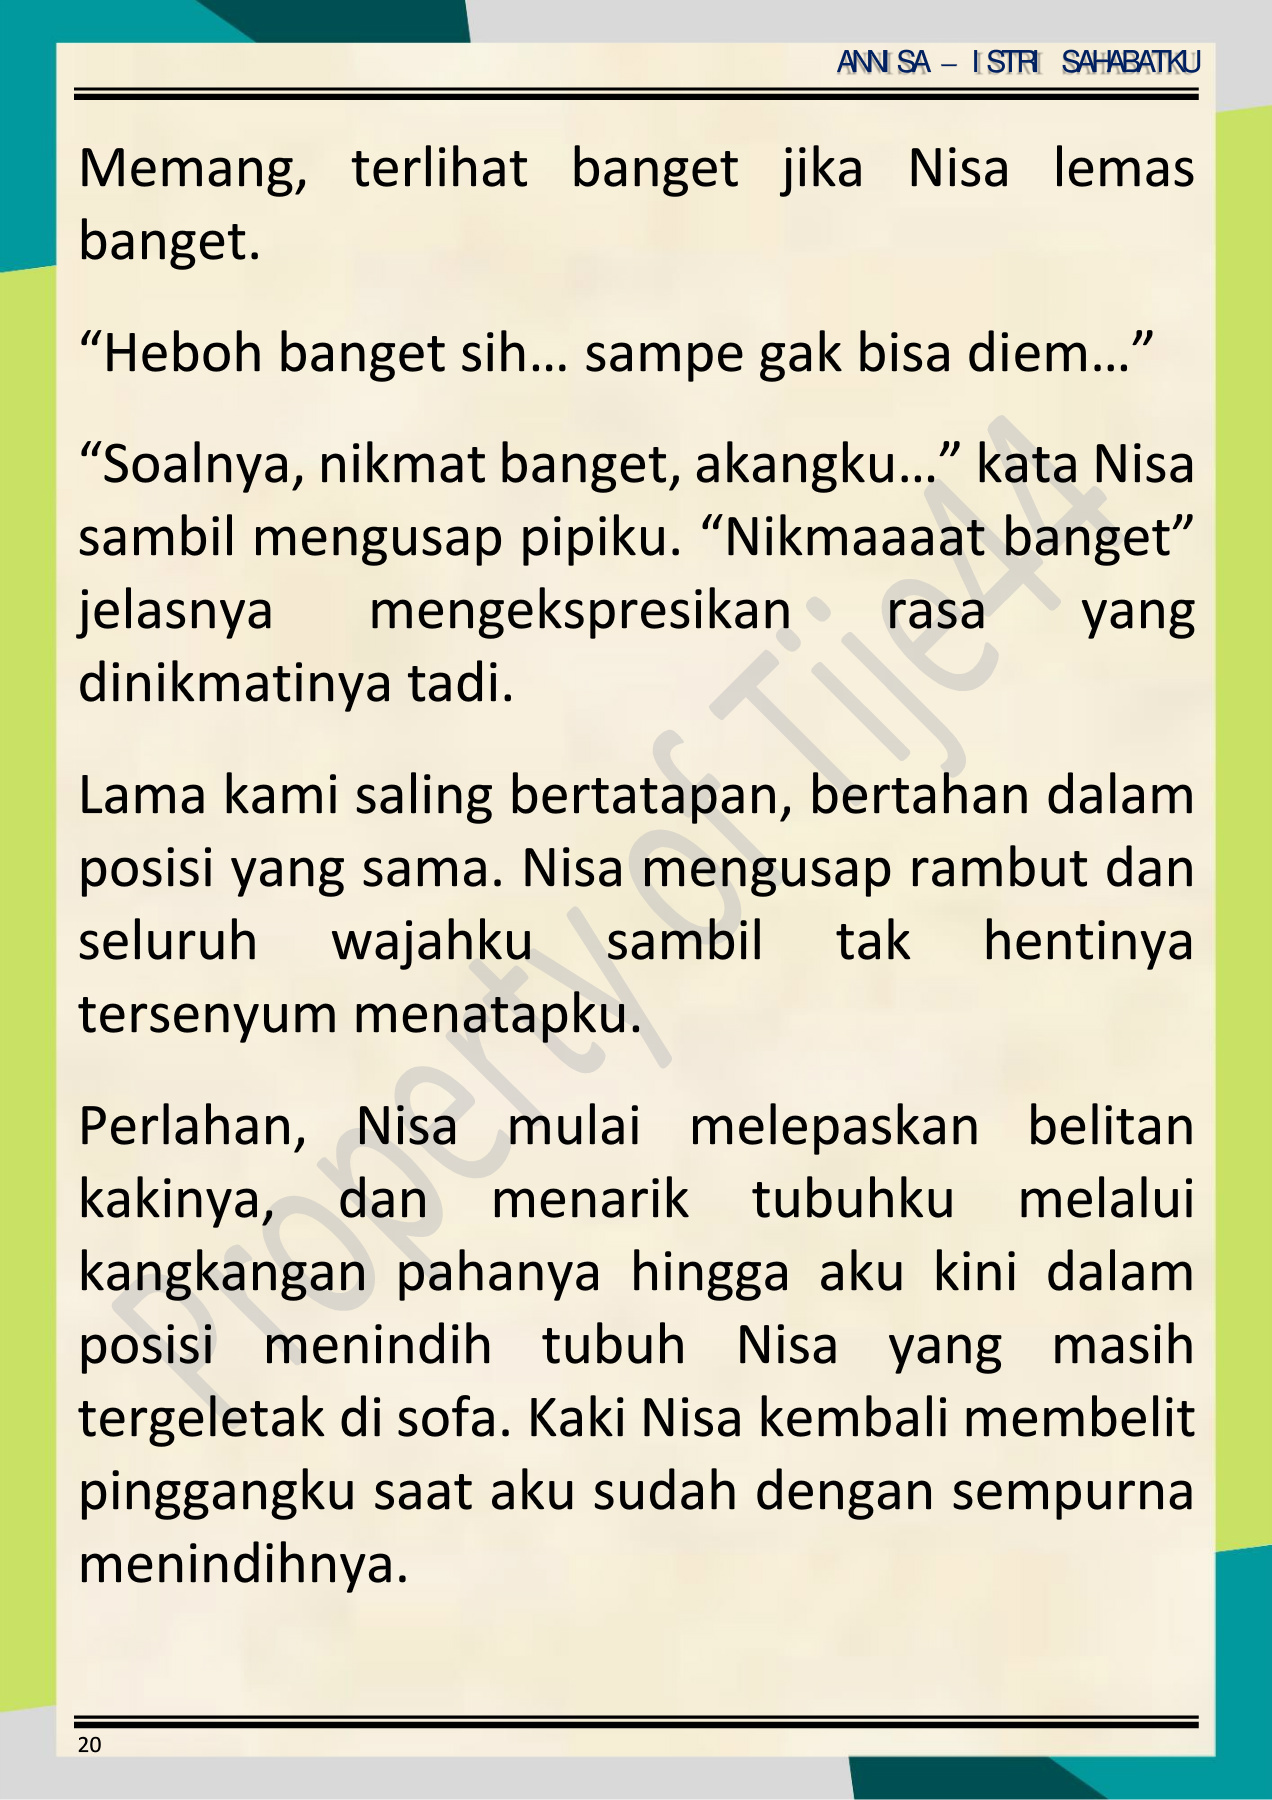 ANNISA – ISTRI SAHABATKU
Memang, terlihat banget jika Nisa lemas
banget.
“Heboh banget sih… sampe gak bisa diem…”
“Soalnya, nikmat banget, akangku…” kata Nisa
sambil mengusap pipiku. “Nikmaaaat banget”
jelasnya mengekspresikan rasa yang
dinikmatinya tadi.
Lama kami saling bertatapan, bertahan dalam
posisi yang sama. Nisa mengusap rambut dan
seluruh wajahku sambil tak hentinya
tersenyum menatapku.
Perlahan, Nisa mulai melepaskan belitan
kakinya, dan menarik tubuhku melalui
kangkangan pahanya hingga aku kini dalam
posisi menindih tubuh Nisa yang masih
tergeletak di sofa. Kaki Nisa kembali membelit
pinggangku saat aku sudah dengan sempurna
menindihnya.
20
Property of Tije44